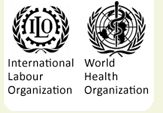 ILO
International
Labour
Organization
World
Health
Organization